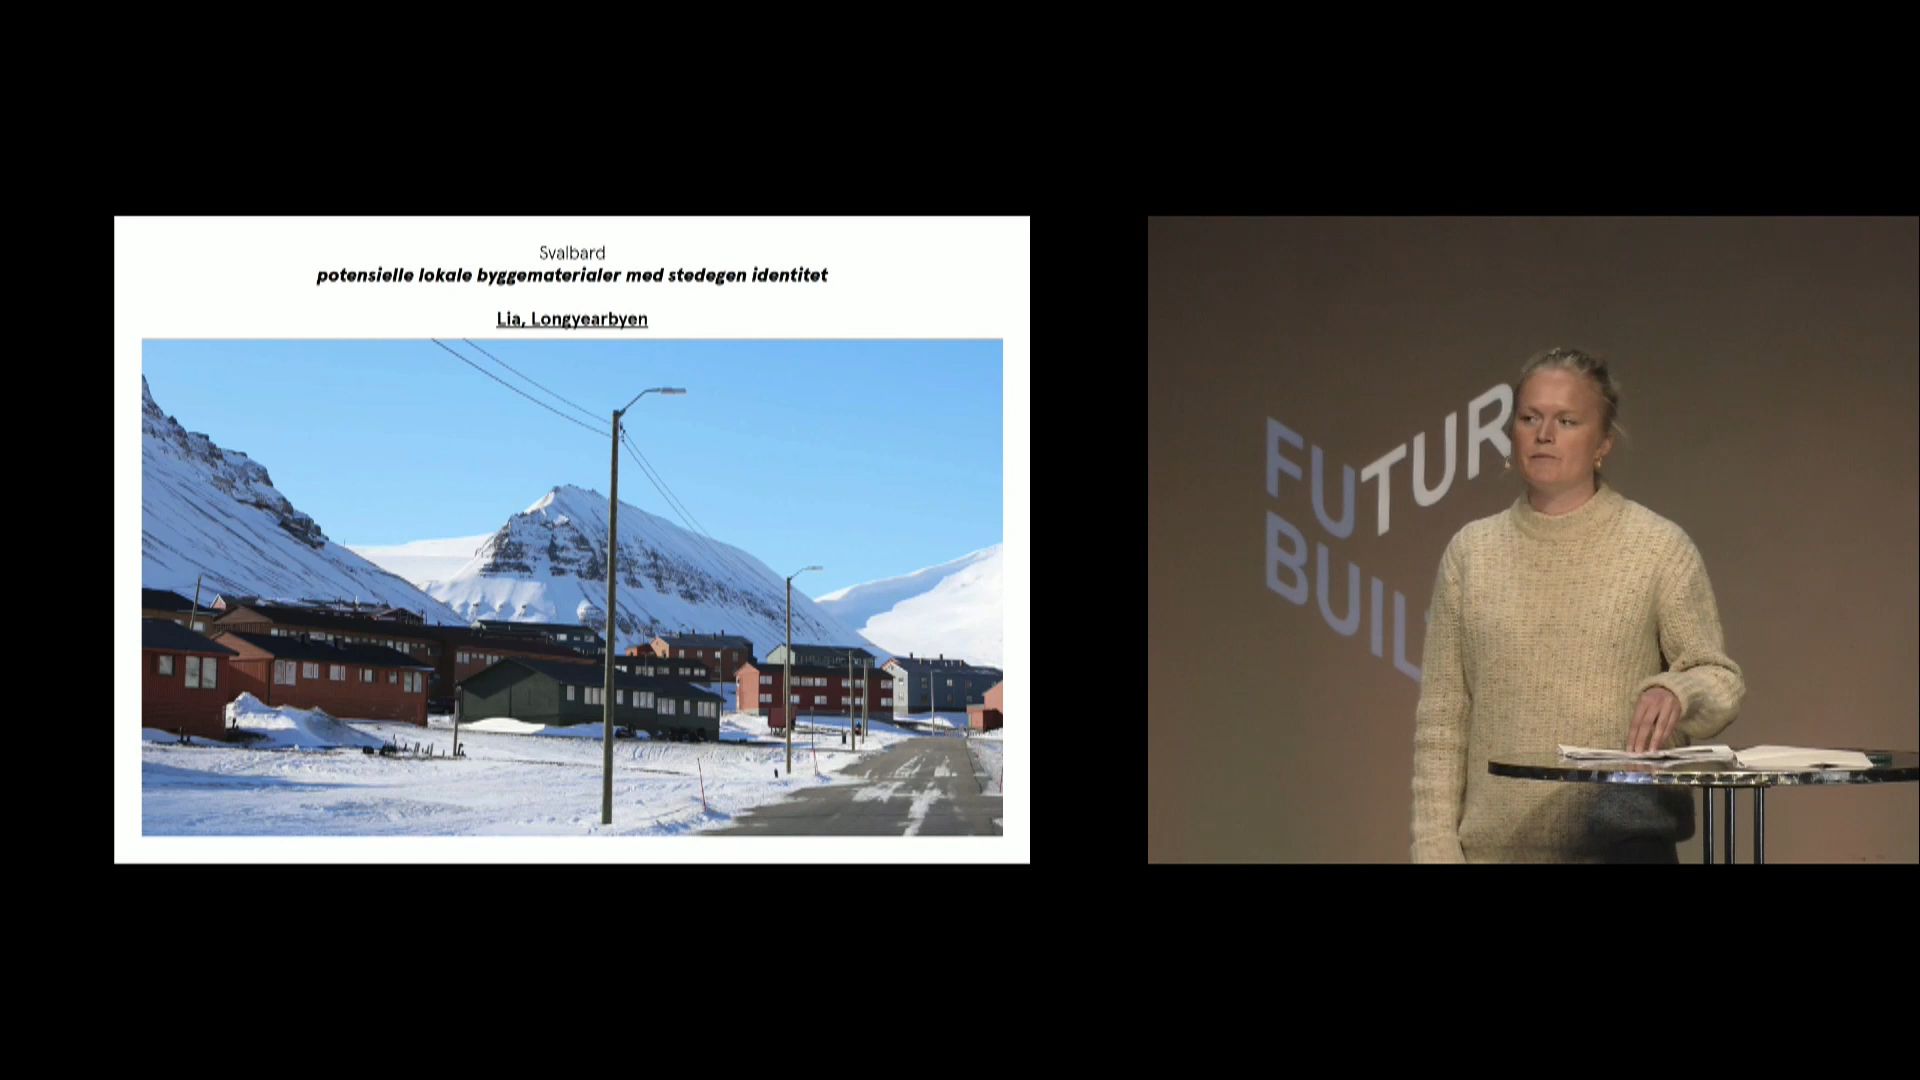 Svalbard
potensielle lokale byggematerialer med stedegen identitet
Lia, Longyearbyen
FUTUR
BUIL